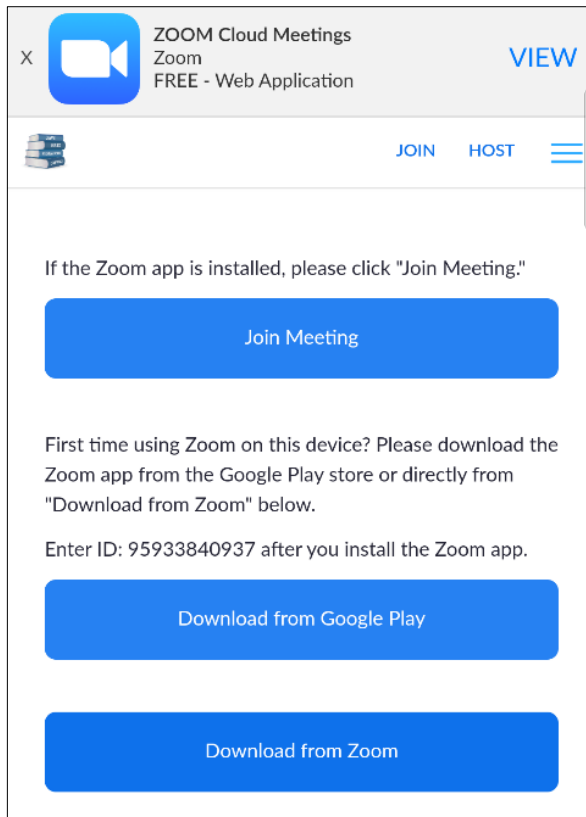 ZOOM Cloud Meetings
X
Zoom
VIEW
FREE - Web Application
JOIN
HOST
If the Zoom app is installed, please click "Join Meeting."
Join Meeting
First time using Zoom on this device? Please download the
Zoom app from the Google Play store or directly from
"Download from Zoom" below.
Enter ID: 95933840937 after you install the Zoom app.
Download from Google Play
Download from Zoom